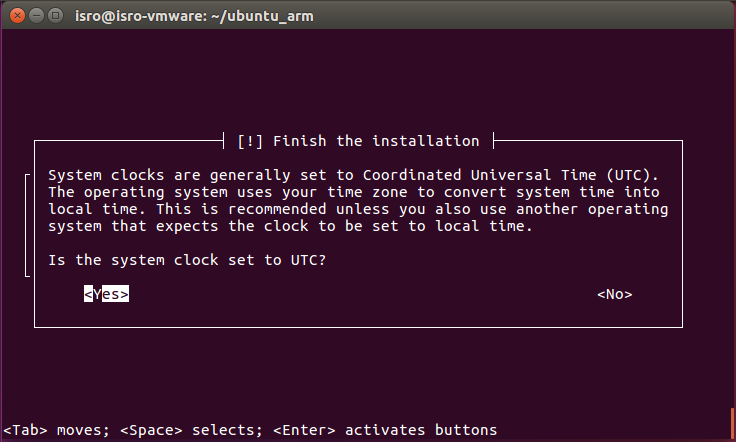 isro@isro-vmware: ~/ubuntu_arm
[!] Finish the installation
System clocks are generally set to Coordinated Universal Time (UTC).
The operating system uses your time zone to convert system time into
local time. This is recommended unless you also use another operating
system that expects the clock to be set to local time.
Is the system clock set to UTC?
<Yes> <No>
<Tab> moves; <Space> selects; <Enter> activates buttons